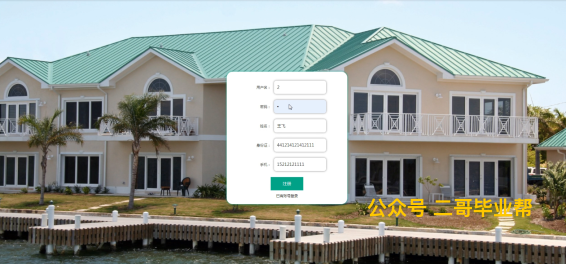 用户名： 2
密码： •
姓名： 王飞
身份证： 441214121412111
手机： 15212121111
注册
已有账号登录
公众号 二哥毕业帮